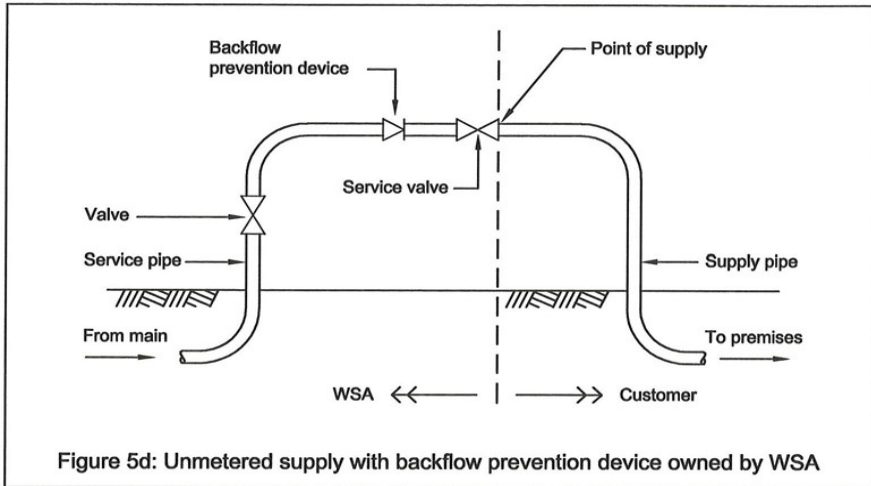 Backflow
prevention device
Point of supply
Service valve
Valve
Service pipe
Supply pipe
From main
To premises
WSA
Customer
Figure 5d: Unmetered supply with backflow prevention device owned by WSA